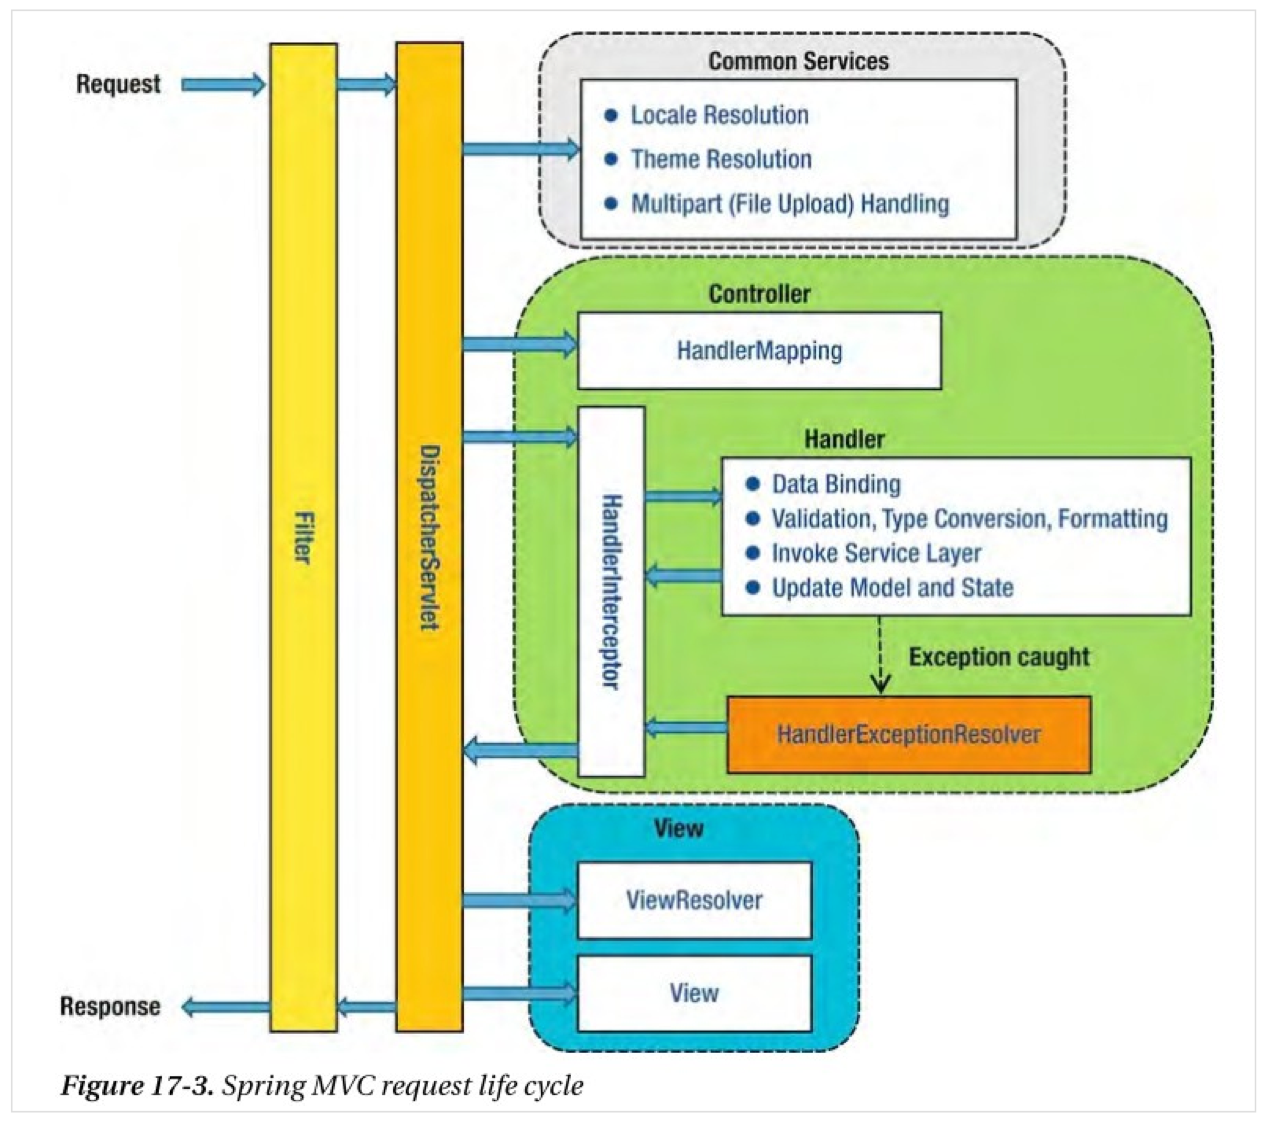 Request
Filter
DispatcherServlet
Common Services
Locale Resolution
Theme Resolution
Multipart (File Upload) Handling
Controller
HandlerMapping
HandlerInterceptor
Handler
Data Binding
Validation, Type Conversion, Formatting
Invoke Service Layer
Update Model and State
Exception caught
HandlerExceptionResolver
View
ViewResolver
View
Response
Figure 17-3. Spring MVC request life cycle